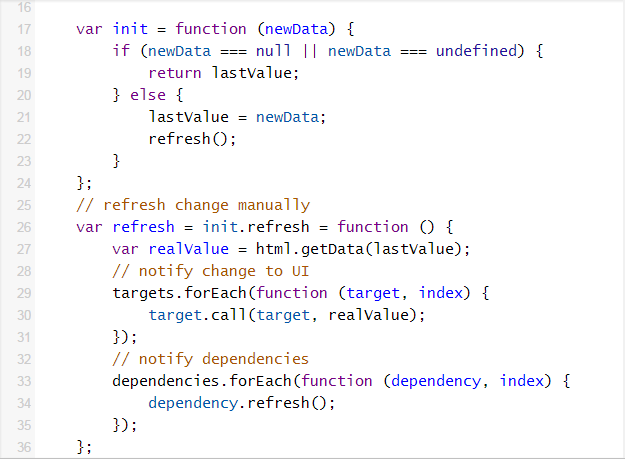 16
17 var init = function (newData) {
18 if (newData === null || newData === undefined) {
19 return lastValue;
20 } else {
21 lastValue = newData;
22 refresh();
23 }
24 };
25 // refresh change manually
26 var refresh = init.refresh = function () {
27 var realValue = html.getData(lastValue);
28 // notify change to UI
29 targets.forEach(function (target, index) {
30 target.call(target, realValue);
31 });
32 // notify dependencies
33 dependencies.forEach(function (dependency, index) {
34 dependency.refresh();
35 });
36 };